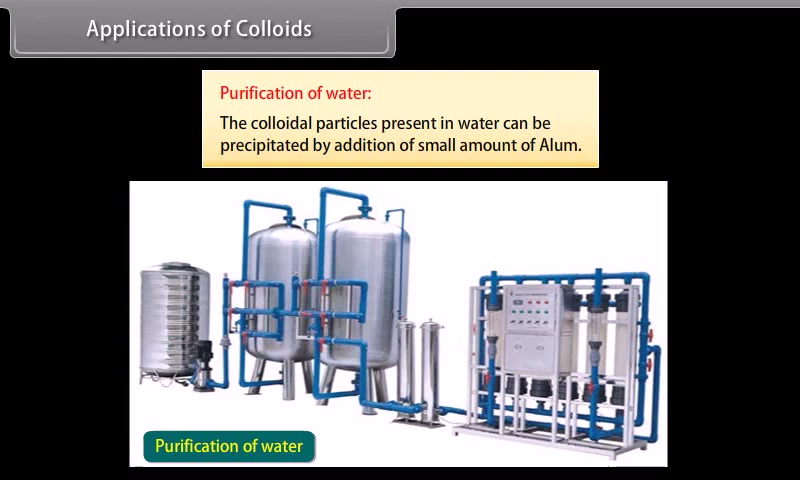 Applications of Colloids
Purification of water:
The colloidal particles present in water can be
precipitated by addition of small amount of Alum.
Purification of water